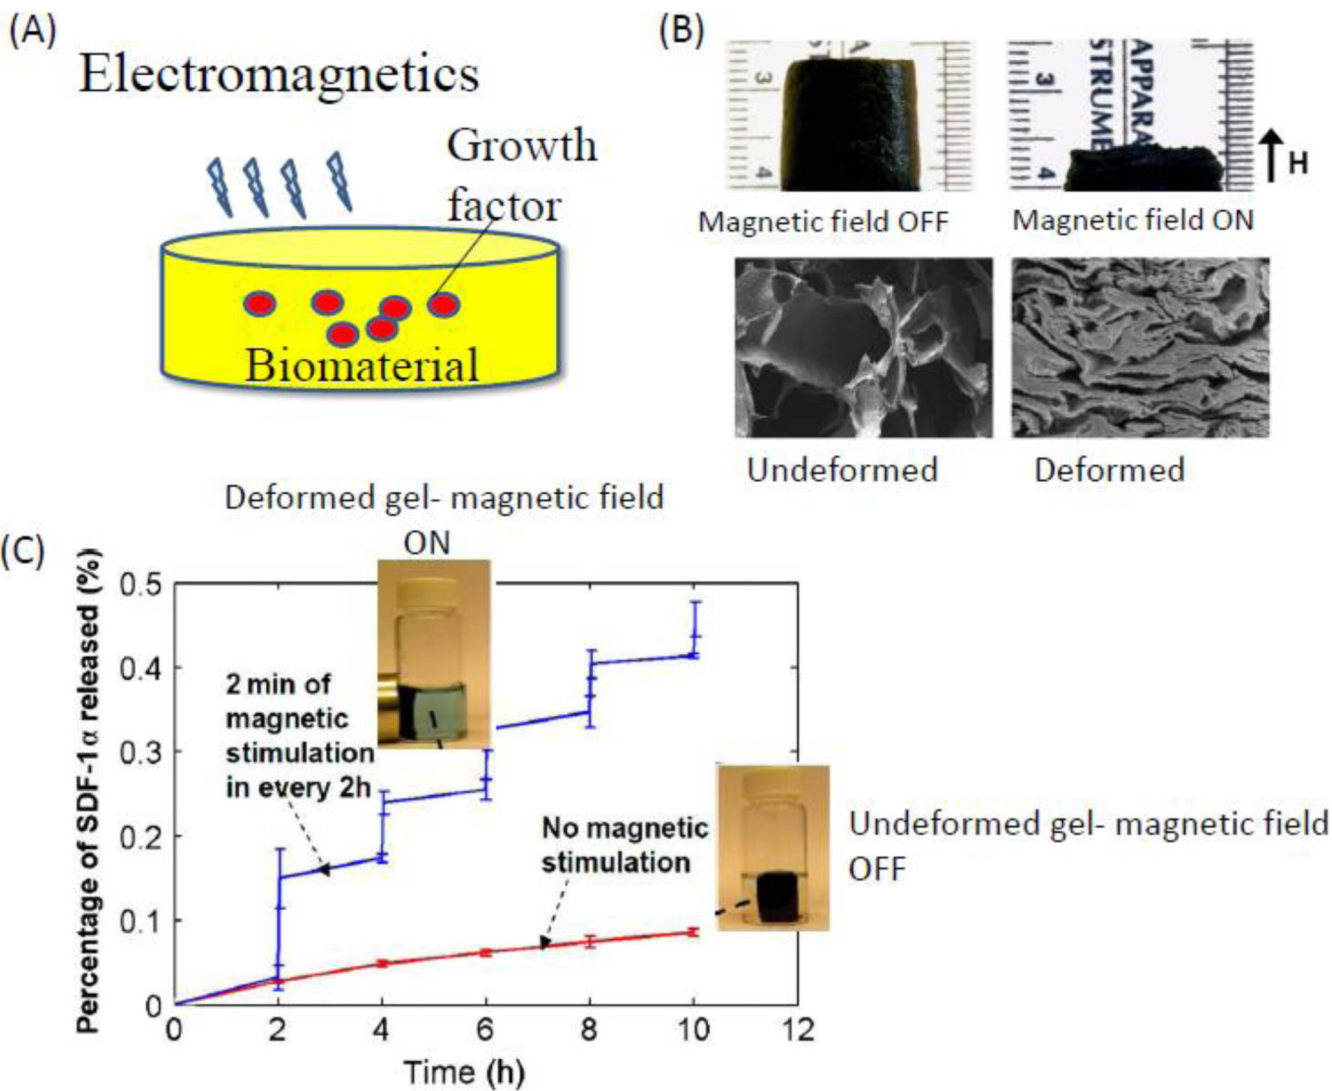 (A)
Electromagnetics
Growth
factor
Biomaterial
(B)
3
4
A
3
4
STRUME
APPARA
H
Magnetic field OFF
Magnetic field ON
Undeformed
Deformed
(C)
Deformed gel- magnetic field
ON
Percentage of SDF-1α released (%)
0.5
0.4
0.3
0.2
0.1
0
2 min of
magnetic
stimulation
in every 2h
No magnetic
stimulation
Undeformed gel- magnetic field
OFF
0 2 4 6 8 10 12
Time (h)